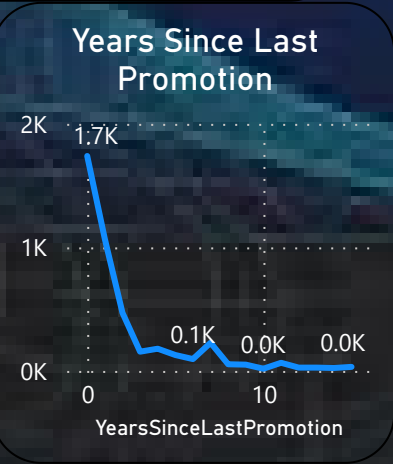 Years Since Last
Promotion
2K
1.7K
1K
0.1K
0.0K
0.0K
0K
0
10
YearsSinceLastPromotion